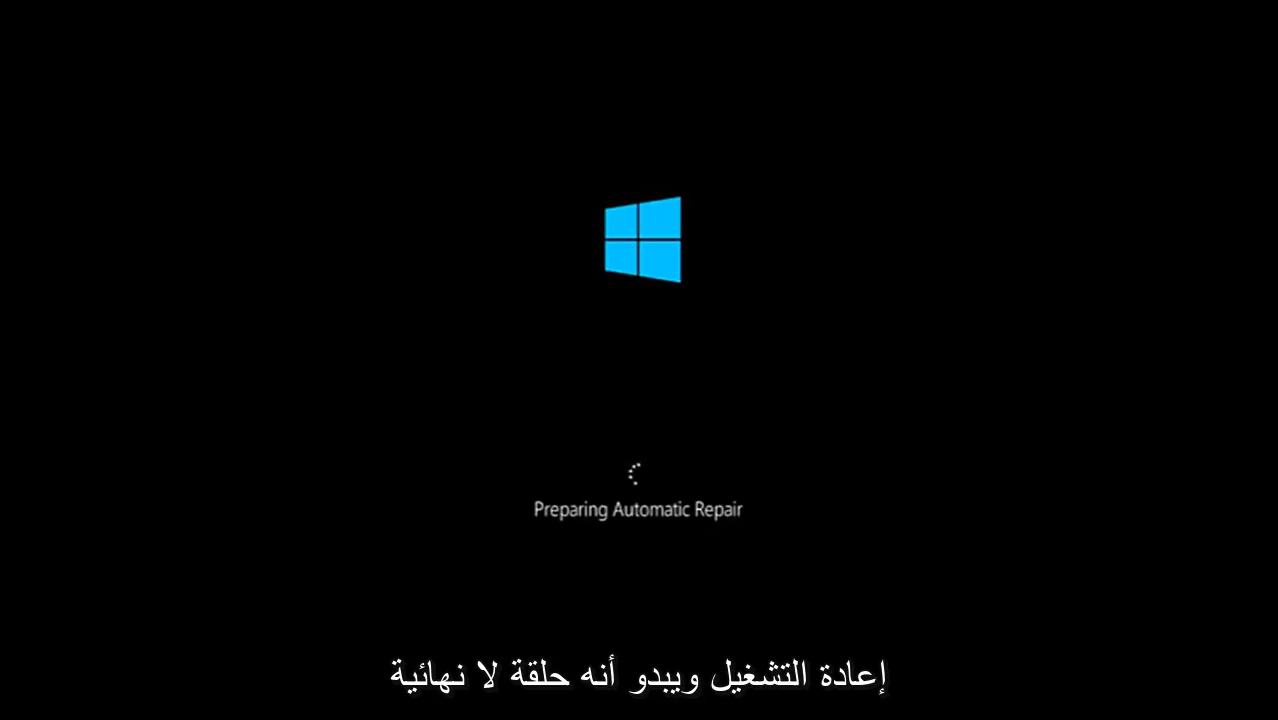 Preparing Automatic Repair
إعادة التشغيل ويبدو أنه حلقة لا نهائية